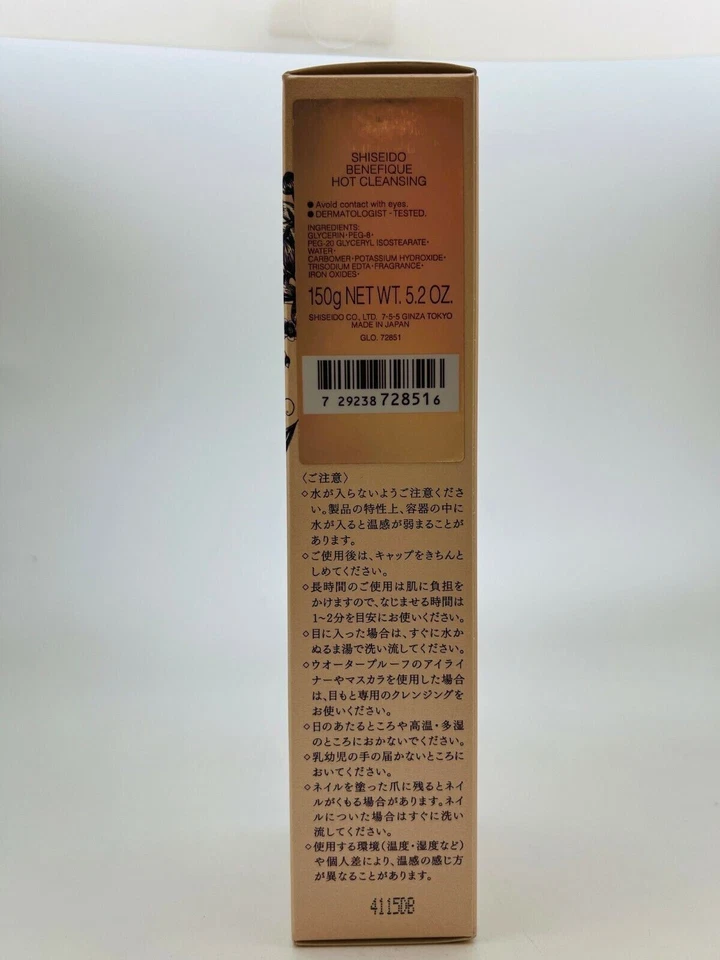 SHISEIDO
BENEFIQUE
HOT CLEANSING
● Avoid contact with eyes.
● DERMATOLOGIST・TESTED.
INGREDIENTS:
GLYCERIN・PEG-8・
PEG-20 GLYCERYL ISOSTEARATE・
WATER・
CARBOMER・POTASSIUM HYDROXIDE・
TRISODIUM EDTA・FRAGRANCE・
IRON OXIDES・
150g NET WT. 5.2 OZ.
SHISEIDO CO., LTD. 7-5-5 GINZA TOKYO
MADE IN JAPAN
GLO. 72851
7 29238 72851 6
〈ご注意〉
◇水が入らないようご注意くださ
い。製品の特性上、容器の中に
水が入ると温感が弱まることが
あります。
◇ご使用後は、キャップをきちんと
しめてください。
◇長時間のご使用は肌に負担を
かけますので、なじませる時間は
1~2分を目安にお使いください。
◇目に入った場合は、すぐに水か
ぬるま湯で洗い流してください。
◇ウオータープルーフのアイライ
ナーやマスカラを使用した場合
は、目もと専用のクレンジングを
お使いください。
◇日のあたるところや高温・多湿
のところにおかないでください。
◇乳幼児の手の届かないところに
おいてください。
◇ネイルを塗った爪に残るとネイ
ルがくもる場合があります。ネイ
ルについた場合はすぐに洗い
流してください。
◇使用する環境(温度・湿度など)
や個人差により、温感の感じ方
が異なることがあります。
4115DB